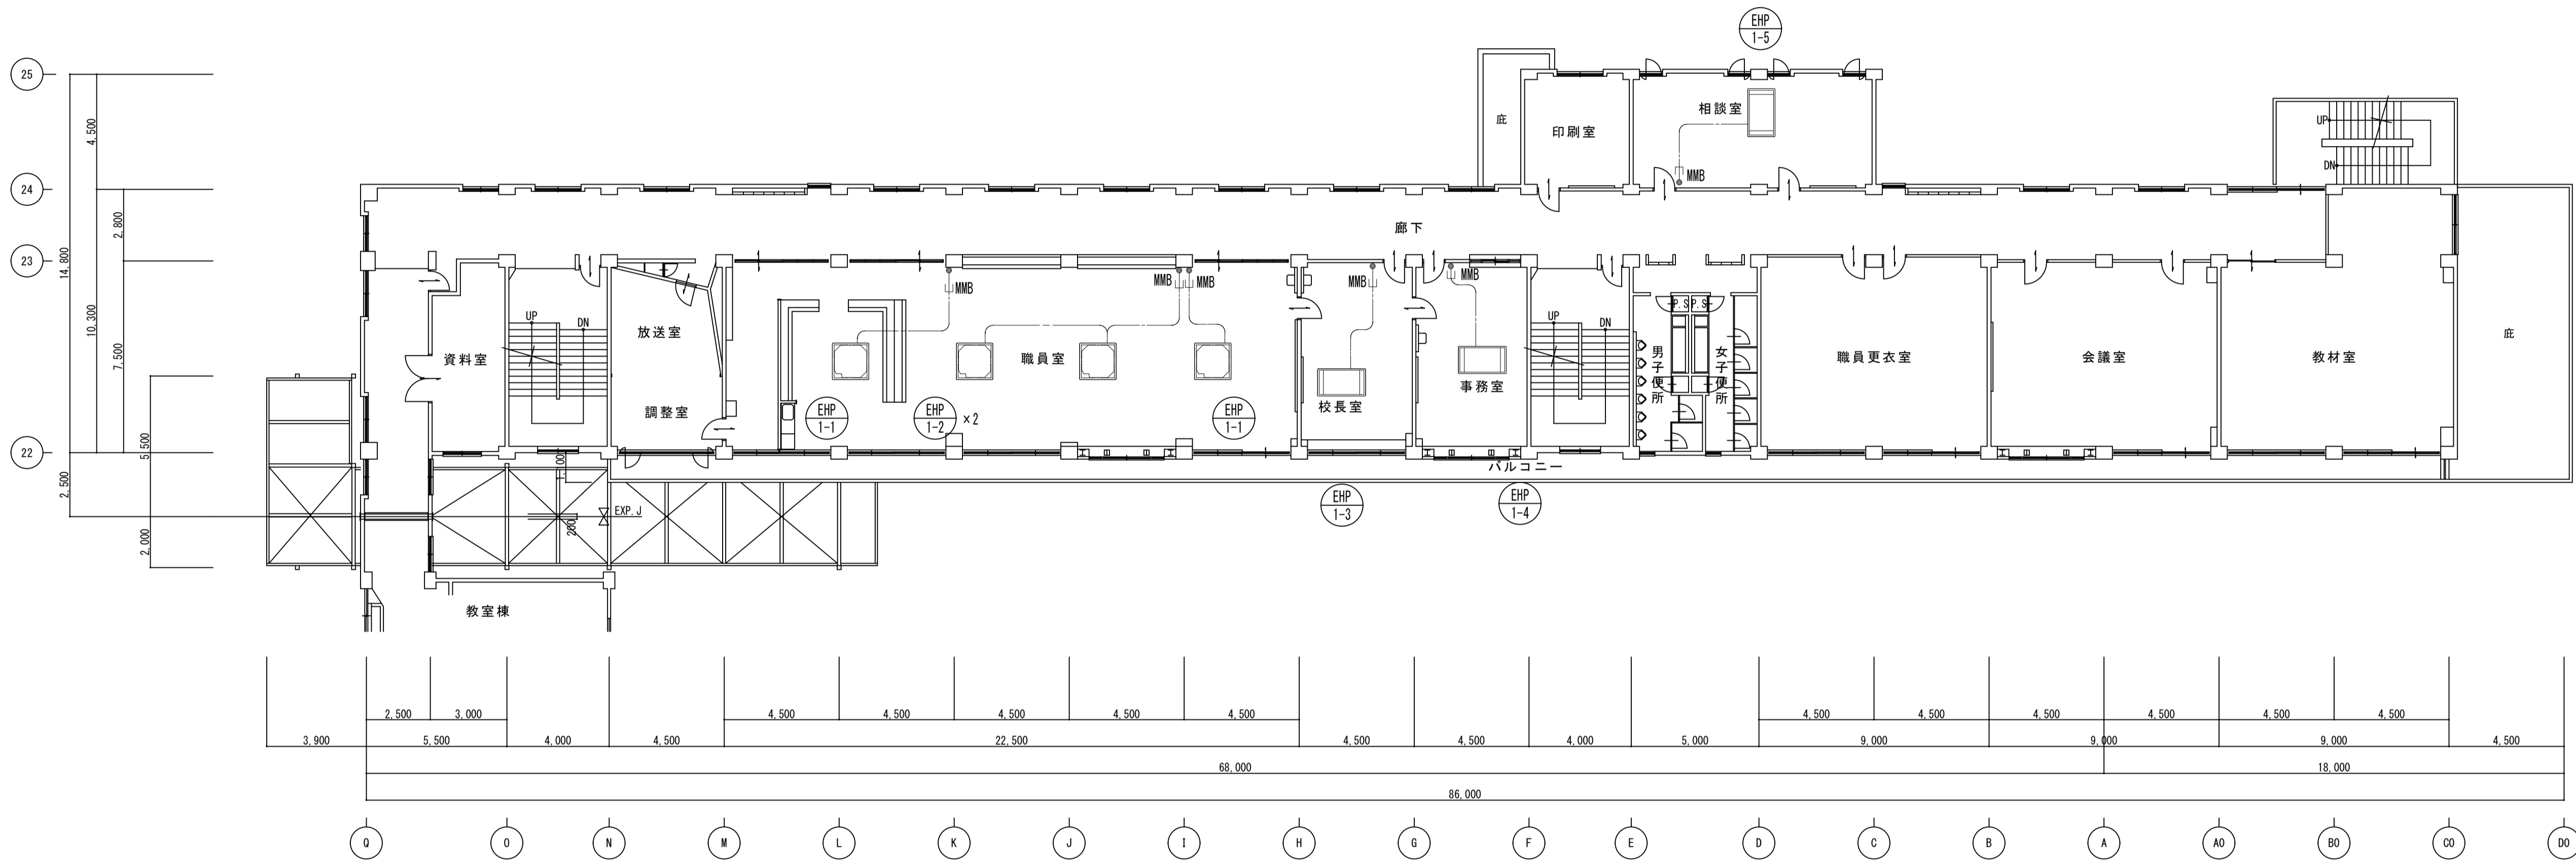 EHP
1-5
25
4,500
相談室
庇
印刷室
UP
DN
MMB
24
2,800
14,800
廊下
23
10,300
7,500
MMB
MMB
MMB
MMB
MMB
P.S
P.S
UP
DN
放送室
資料室
職員室
UP
DN
男子便所
女子便所
職員更衣室
会議室
教材室
庇
事務室
調整室
校長室
EHP
1-1
EHP
1-2
×2
EHP
1-1
22
5,500
2,500
バルコニー
EHP
1-3
EHP
1-4
EXP.J
200
2,000
教室棟
2,500
3,000
4,500
4,500
4,500
4,500
4,500
4,500
4,500
4,500
4,500
4,500
4,500
3,900
5,500
4,000
4,500
22,500
4,500
4,500
4,000
5,000
9,000
9,000
9,000
4,500
68,000
18,000
86,000
Q
O
N
M
L
K
J
I
H
G
F
E
D
C
B
A
A0
B0
C0
D0